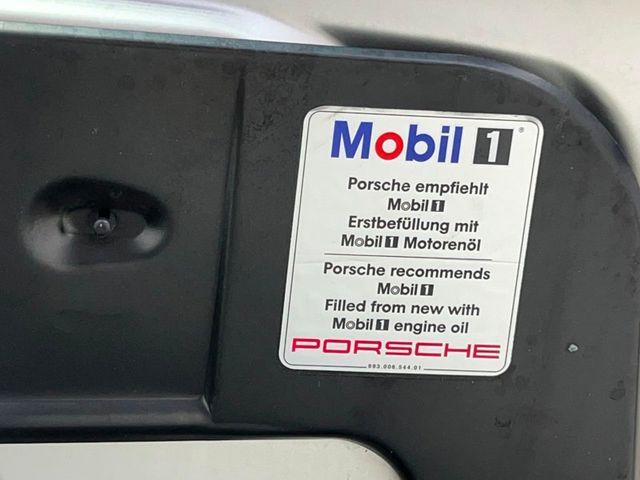 Mobil 1®
Porsche empfiehlt
Mobil 1
Erstbefüllung mit
Mobil 1 Motorenöl
Porsche recommends
Mobil 1
Filled from new with
Mobil 1 engine oil
PORSCHE
993.006.544.01